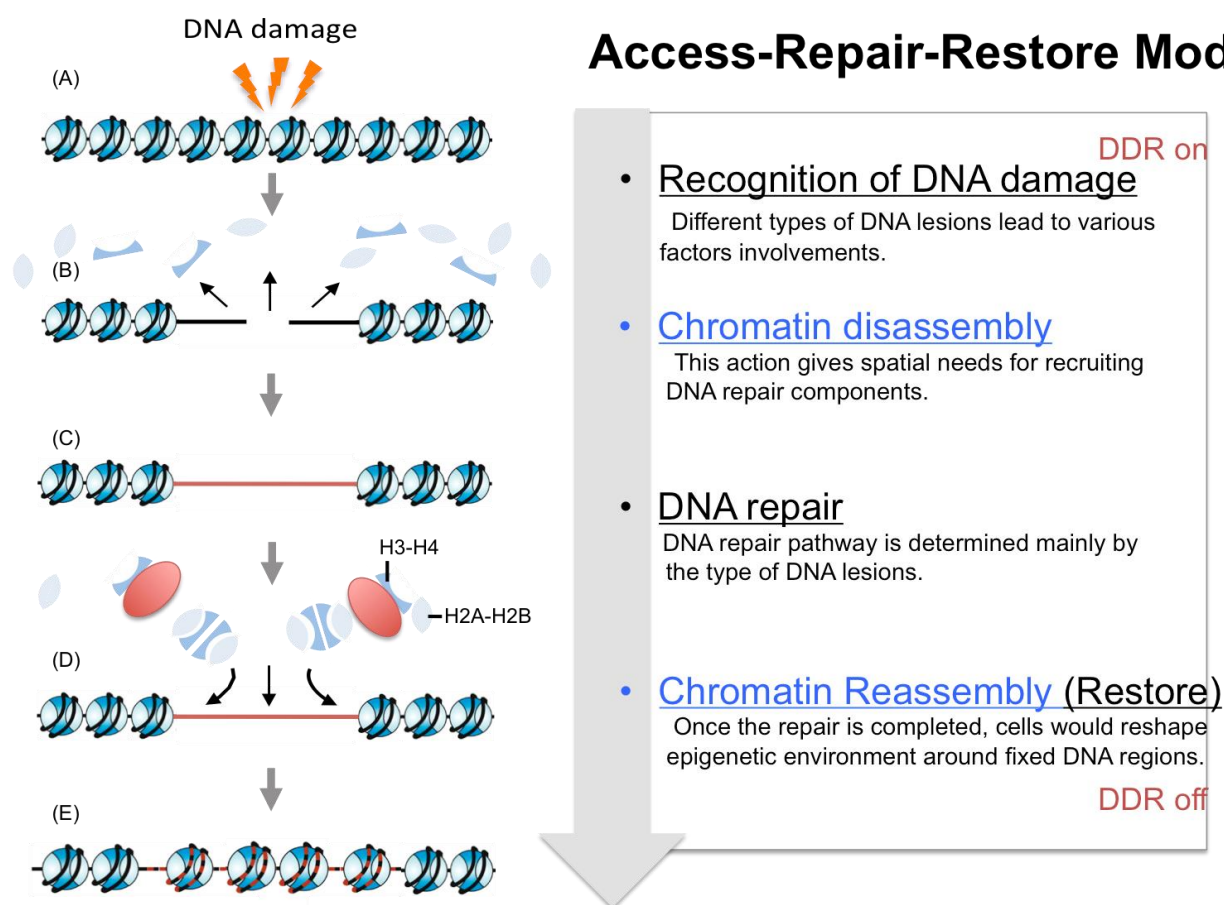 DNA damage
Access-Repair-Restore Mod
(A)
DDR on
• Recognition of DNA damage
Different types of DNA lesions lead to various
factors involvements.
(B)
• Chromatin disassembly
This action gives spatial needs for recruiting
DNA repair components.
(C)
• DNA repair
DNA repair pathway is determined mainly by
the type of DNA lesions.
H3-H4
H2A-H2B
(D)
• Chromatin Reassembly (Restore)
Once the repair is completed, cells would reshape
epigenetic environment around fixed DNA regions.
DDR off
(E)